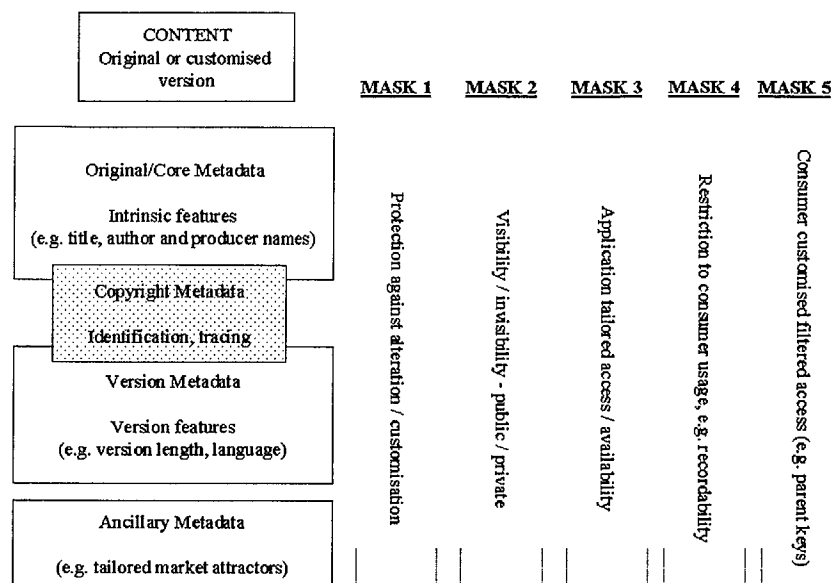 CONTENT
Original or customised
version
MASK 1
MASK 2
MASK 3
MASK 4
MASK 5
Original/Core Metadata
Intrinsic features
(e.g. title, author and producer names)
Copyright Metadata
Identification, tracing
Version Metadata
Version features
(e.g. version length, language)
Ancillary Metadata
(e.g. tailored market attractors)
Protection against alteration / customisation
Visibility / invisibility - public / private
Application tailored access / availability
Restriction to consumer usage, e.g. recordability
Consumer customised filtered access (e.g. parent keys)